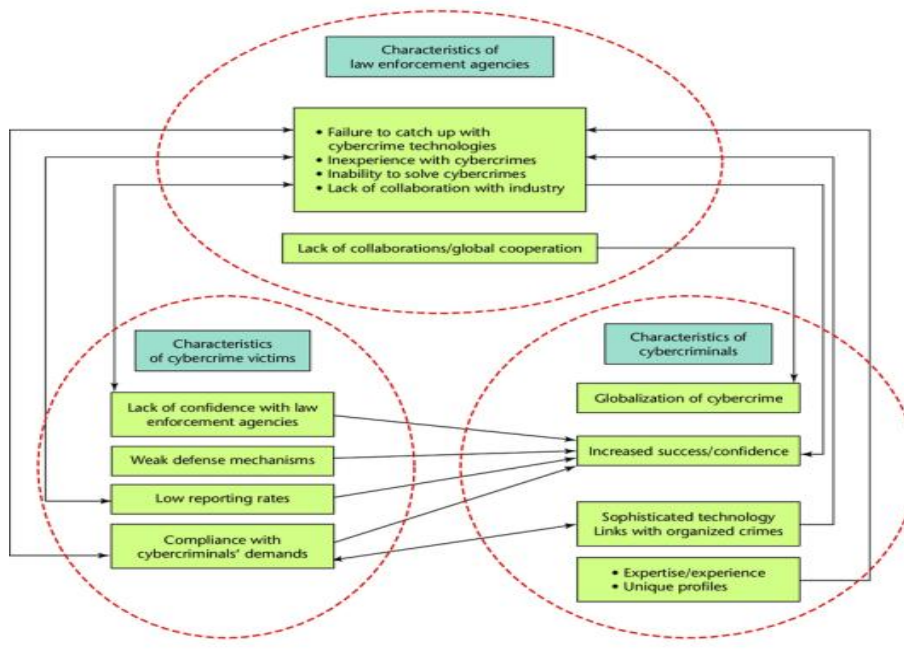 Characteristics of
law enforcement agencies
• Failure to catch up with
cybercrime technologies
• Inexperience with cybercrimes
• Inability to solve cybercrimes
• Lack of collaboration with industry
Lack of collaborations/global cooperation
Characteristics
of cybercrime victims
Lack of confidence with law
enforcement agencies
Weak defense mechanisms
Low reporting rates
Compliance with
cybercriminals’ demands
Characteristics of
cybercriminals
Globalization of cybercrime
Increased success/confidence
Sophisticated technology
Links with organized crimes
• Expertise/experience
• Unique profiles